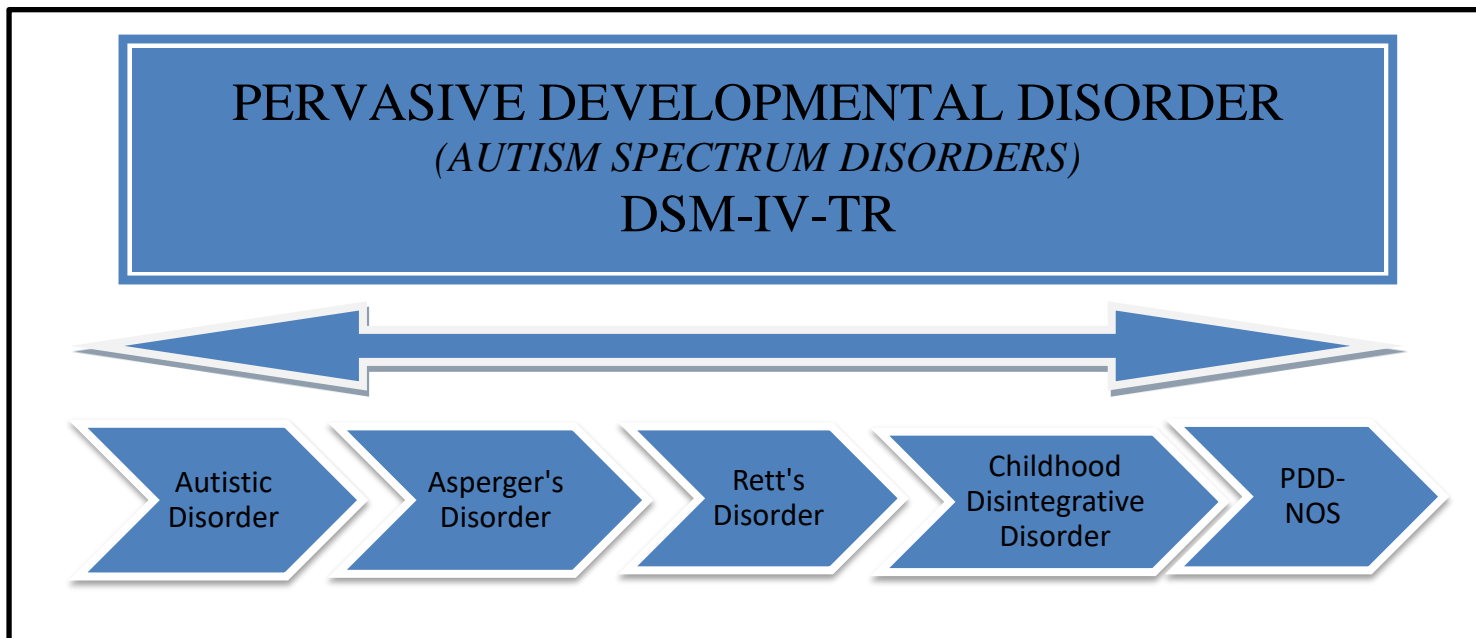 PERVASIVE DEVELOPMENTAL DISORDER
(AUTISM SPECTRUM DISORDERS)
DSM-IV-TR
Autistic
Disorder
Asperger's
Disorder
Rett's
Disorder
Childhood
Disintegrative
Disorder
PDD-
NOS